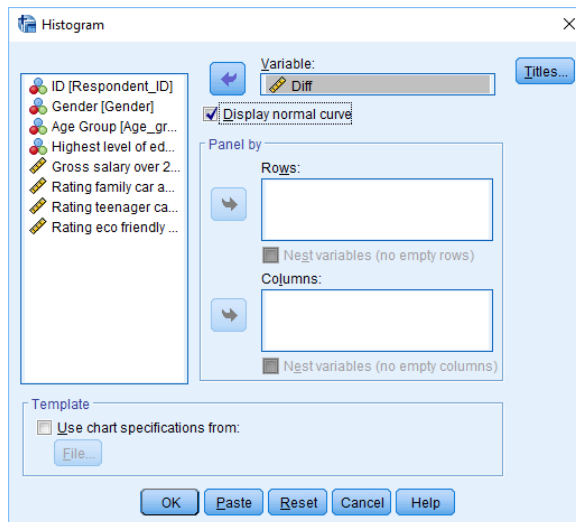 Histogram
Variable:
Diff
Titles...
Display normal curve
ID [Respondent_ID]
Gender [Gender]
Age Group [Age_gr...
Highest level of ed...
Gross salary over 2...
Rating family car a...
Rating teenager ca...
Rating eco friendly ...
Panel by
Rows:
Nest variables (no empty rows)
Columns:
Nest variables (no empty columns)
Template
Use chart specifications from:
File...
OK Paste Reset Cancel Help